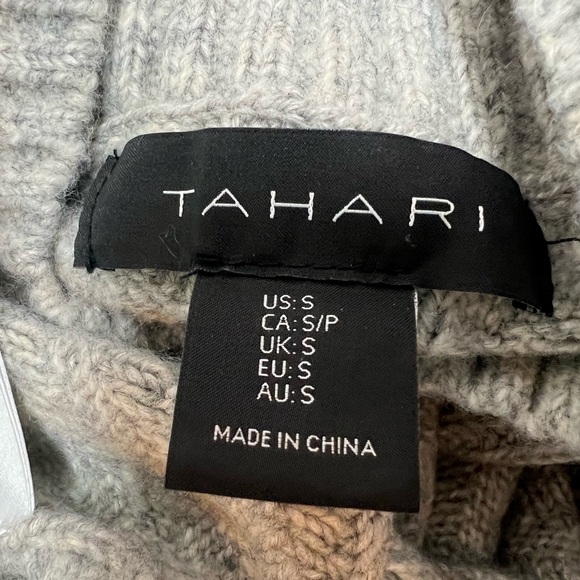 TAHARI
US: S
CA: S/P
UK: S
EU: S
AU: S
MADE IN CHINA